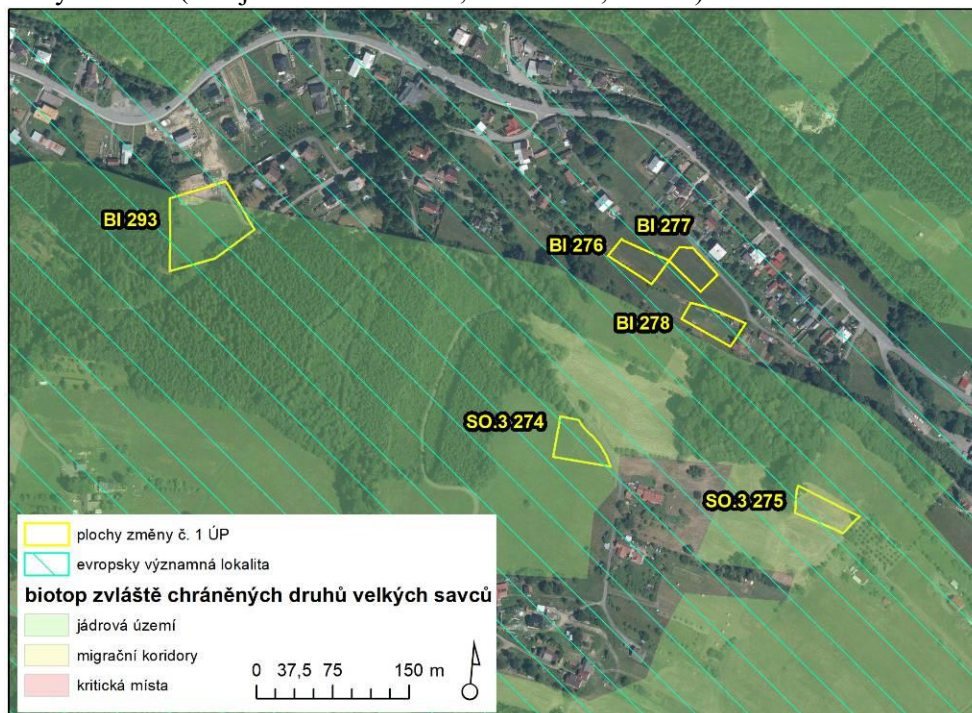 BI 293
BI 277
BI 276
BI 278
SO.3 274
SO.3 275
plochy změny č. 1 ÚP
evropsky významná lokalita
biotop zvláště chráněných druhů velkých savců
jádrová území
migrační koridory
kritická místa
0 37,5 75 150 m